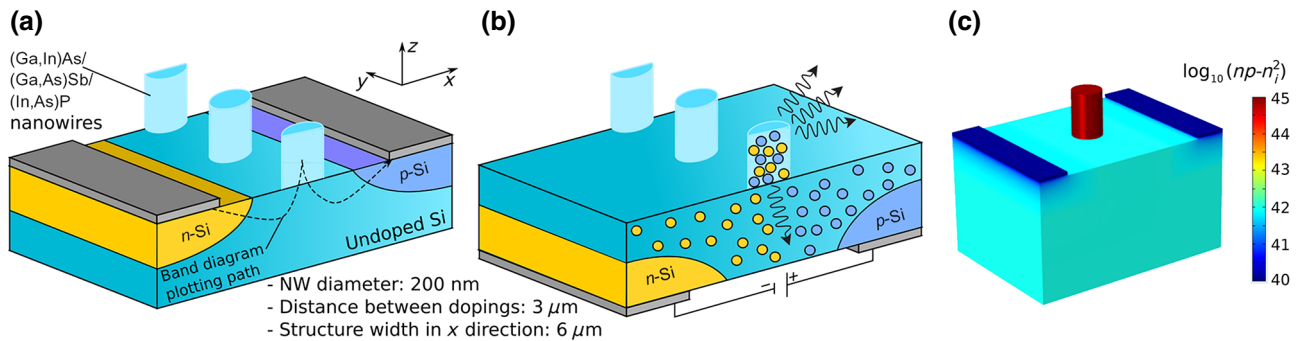 (a)
(Ga,In)As/
(Ga,As)Sb/
(In,As)P
nanowires
z
y
x
p-Si
n-Si
Undoped Si
Band diagram
plotting path
- NW diameter: 200 nm
- Distance between dopings: 3 μm
- Structure width in x direction: 6 μm
(b)
p-Si
n-Si
− +
(c)
log₁₀(np-nᵢ²)
45
44
43
42
41
40